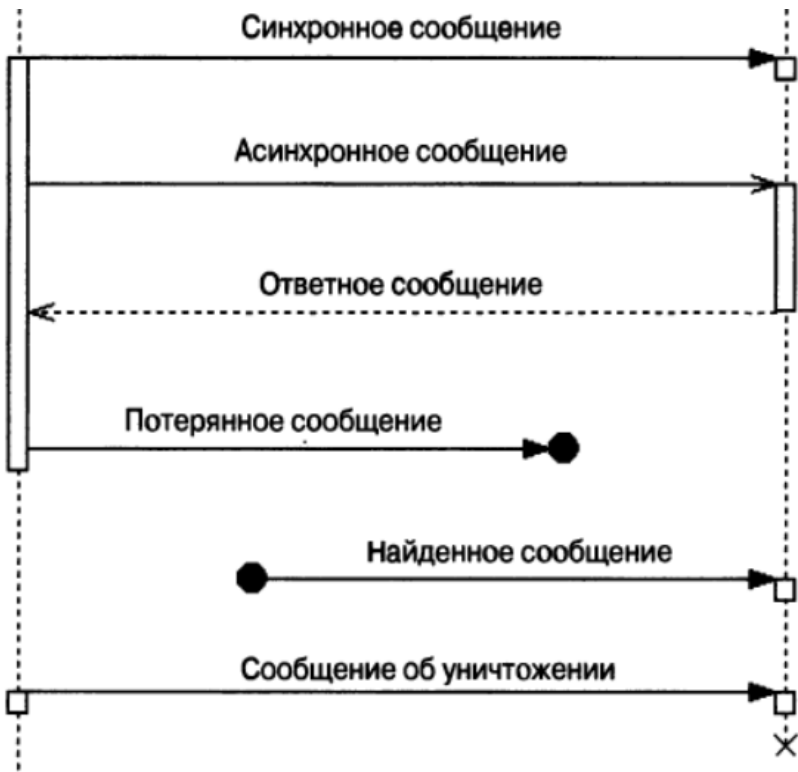 Синхронное сообщение
Асинхронное сообщение
Ответное сообщение
Потерянное сообщение
Найденное сообщение
Сообщение об уничтожении